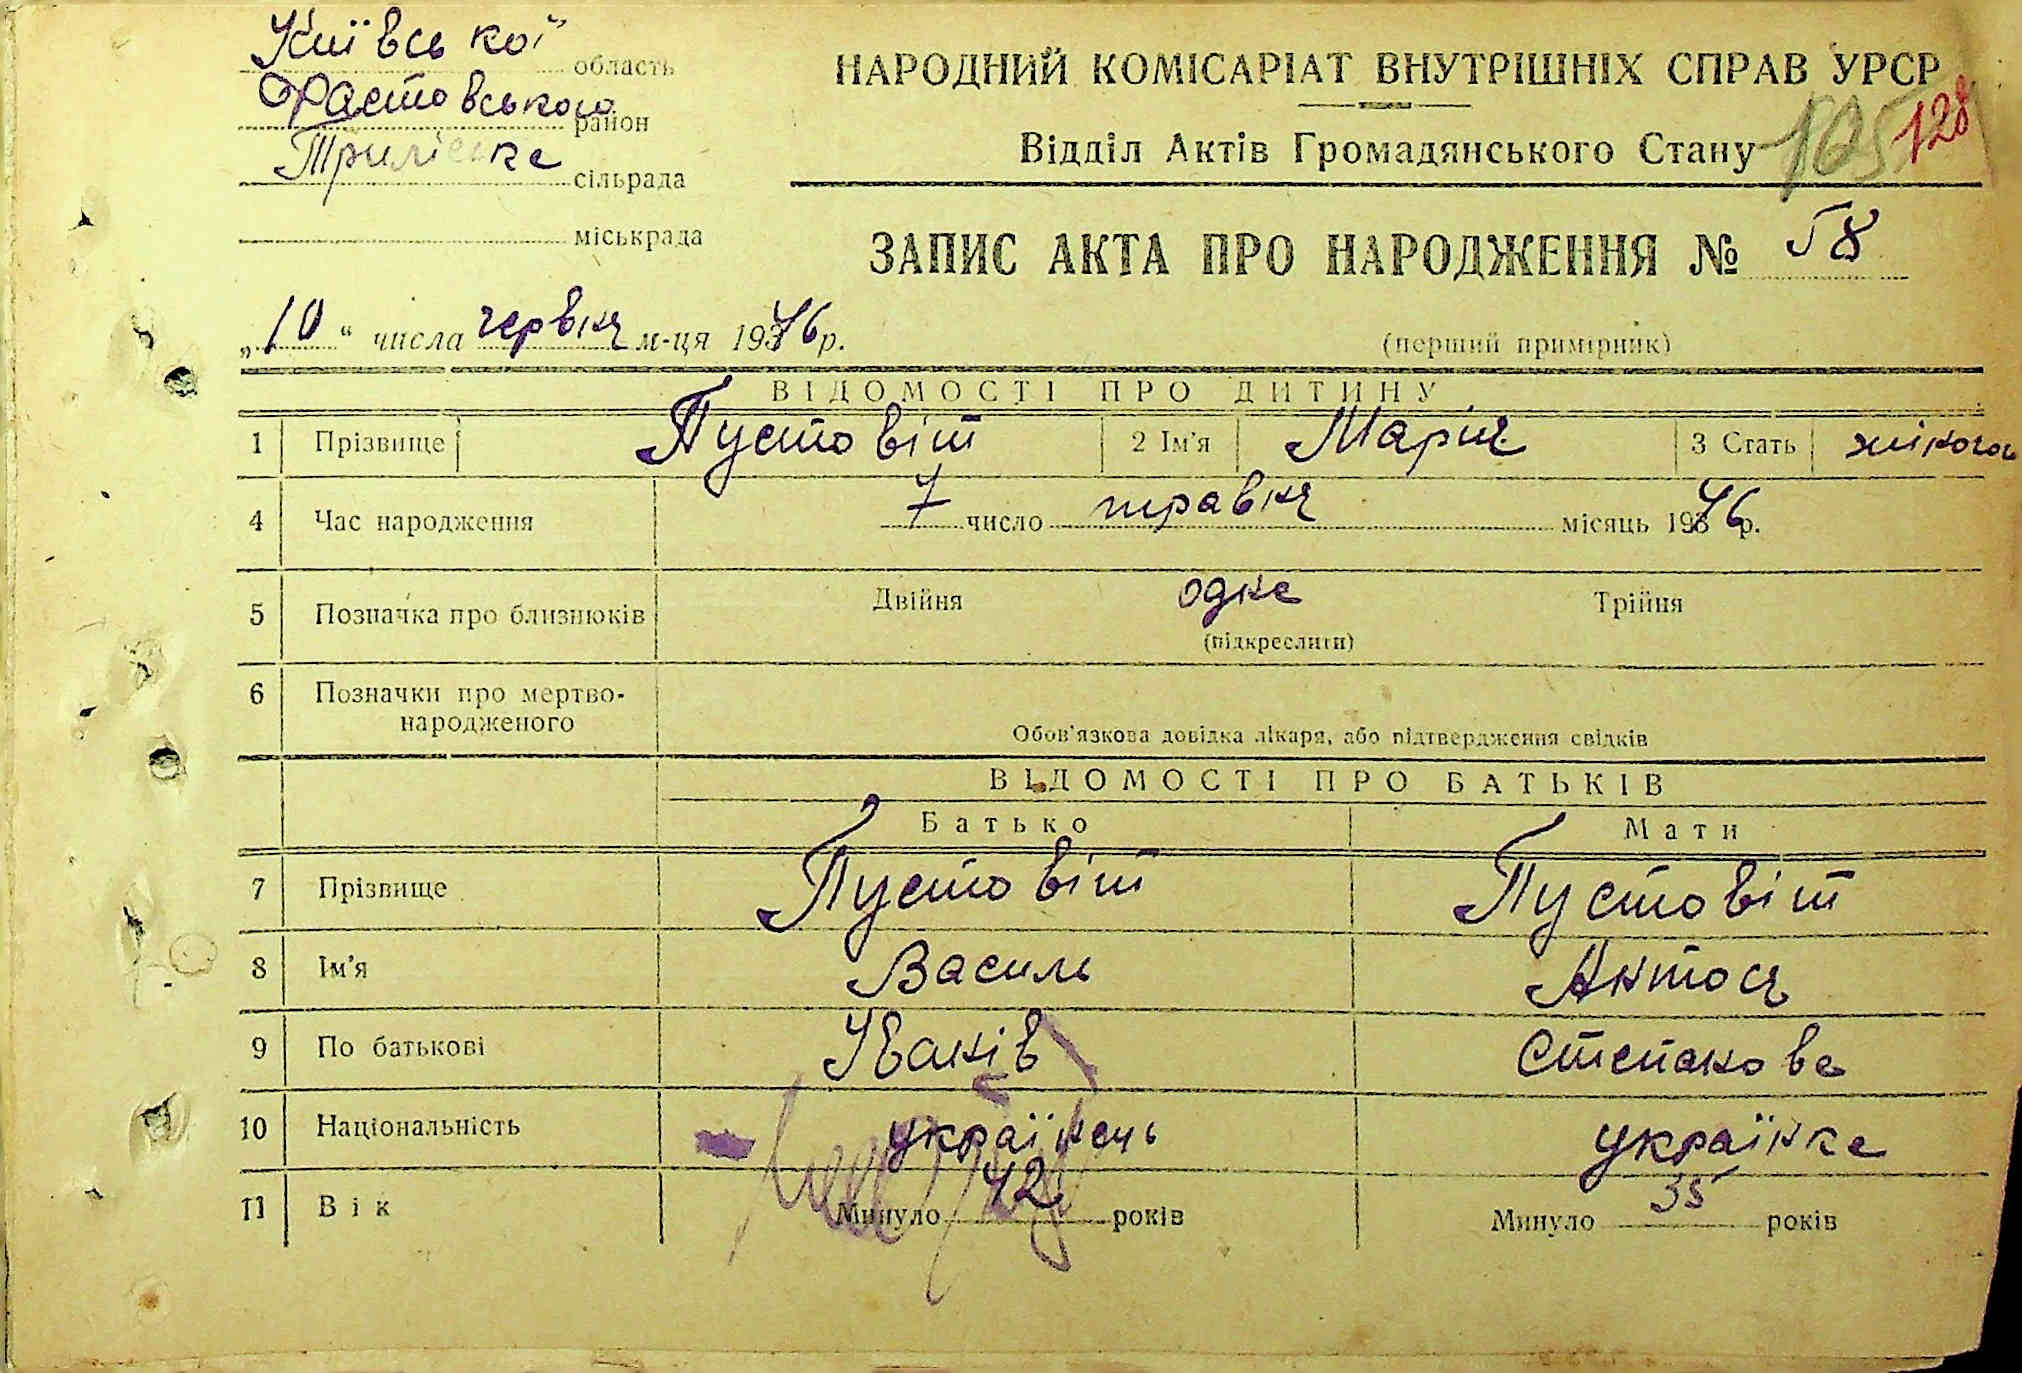 Київської область
Фастовського район
Триліська сільрада
міськрада
НАРОДНИЙ КОМІСАРІАТ ВНУТРІШНІХ СПРАВ УРСР
Відділ Актів Громадянського Стану 125 128
ЗАПИС АКТА ПРО НАРОДЖЕННЯ № 58
„10“ числа червня м-ця 1946 р.
(перший примірник)
ВІДОМОСТІ ПРО ДИТИНУ
1 Прізвище Пустовіт 2 Ім'я Марія 3 Стать жіноча
4 Час народження 7 число травня місяць 1946 р.
5 Позначка про близнюків Двійня одне Трійня
(підкреслити)
6 Позначки про мертво-
народженого
Обов'язкова довідка лікаря, або підтвердження свідків
ВІДОМОСТІ ПРО БАТЬКІВ
Батько Мати
7 Прізвище Пустовіт Пустовіт
8 Ім'я Василь Антося
9 По батькові Іванів Степанова
10 Національність українець українка
11 Вік Минуло 42 років Минуло 35 років